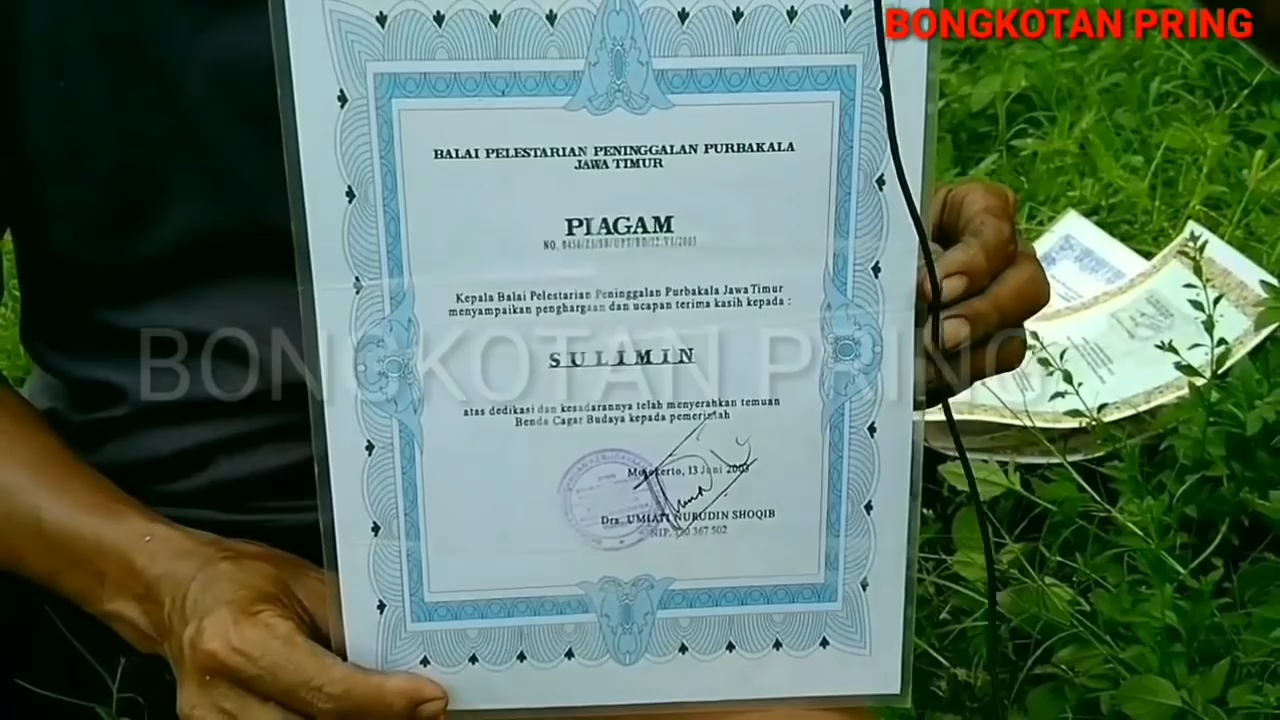 BONGKOTAN PRING
BALAI PELESTARIAN PENINGGALAN PURBAKALA
JAWA TIMUR
PIAGAM
Kepala Balai Pelestarian Peninggalan Purbakala Jawa Timur
menyampaikan penghargaan dan ucapan terima kasih kepada :
BONGKOTAN PRING
SULIMIN
atas dedikasi dan kesadarannya telah menyerahkan temuan
Benda Cagar Budaya kepada pemerintah
Mojokerto, 13 Juni 2003
Dra. UMIATI NURUDIN SHOQIB